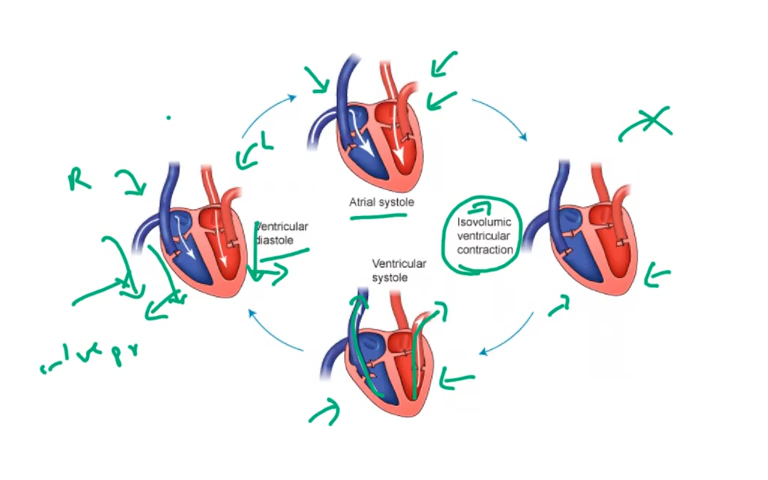 Atrial systole
L
R
Ventricular
diastole
Isovolumic
ventricular
contraction
Ventricular
systole